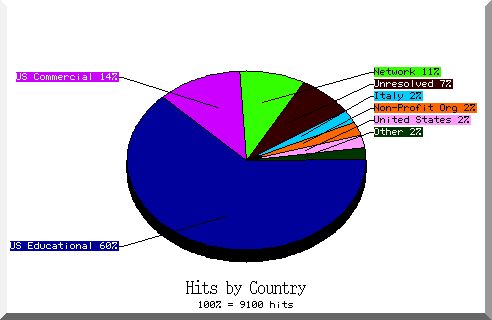 Network 11%
US Commercial 14%
Unresolved 7%
Italy 2%
Non-Profit Org 2%
United States 2%
Other 2%
US Educational 60%
Hits by Country
100% = 9100 hits